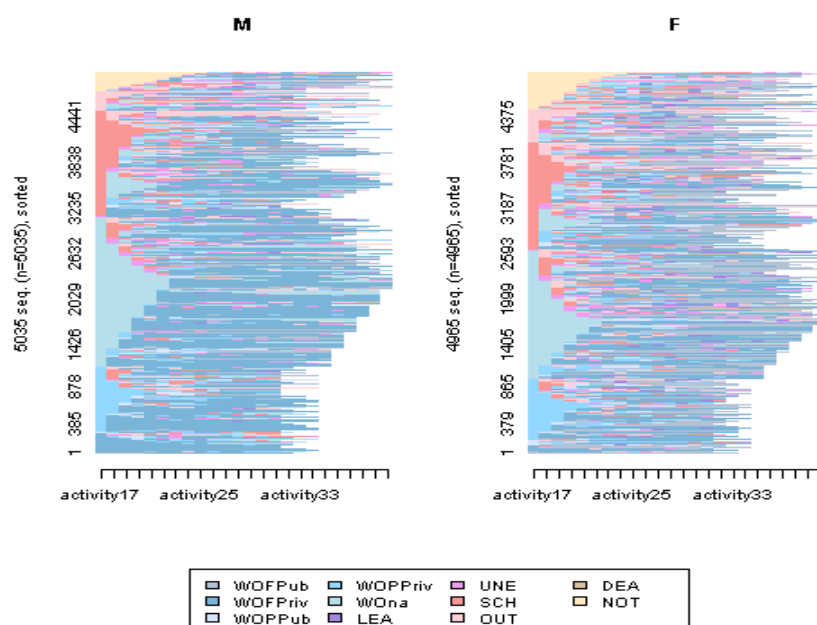 M
F
5035 seq. (n=5035), sorted
1 385 878 1426 2029 2632 3235 3838 4441
activity17 activity25 activity33
4965 seq. (n=4965), sorted
1 379 865 1405 1999 2593 3187 3781 4375
activity17 activity25 activity33
WOFPub WOPPriv UNE DEA
WOFPriv WOna SCH NOT
WOPPub LEA OUT